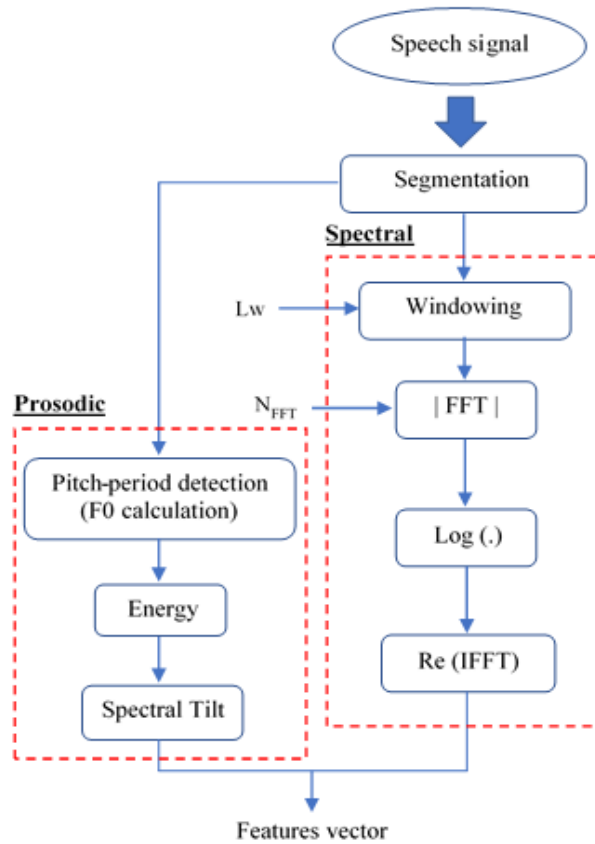 Speech signal
Segmentation
Spectral
Windowing
Lw
| FFT |
N_FFT
Prosodic
Pitch-period detection
(F0 calculation)
Log (.)
Energy
Re (IFFT)
Spectral Tilt
Features vector